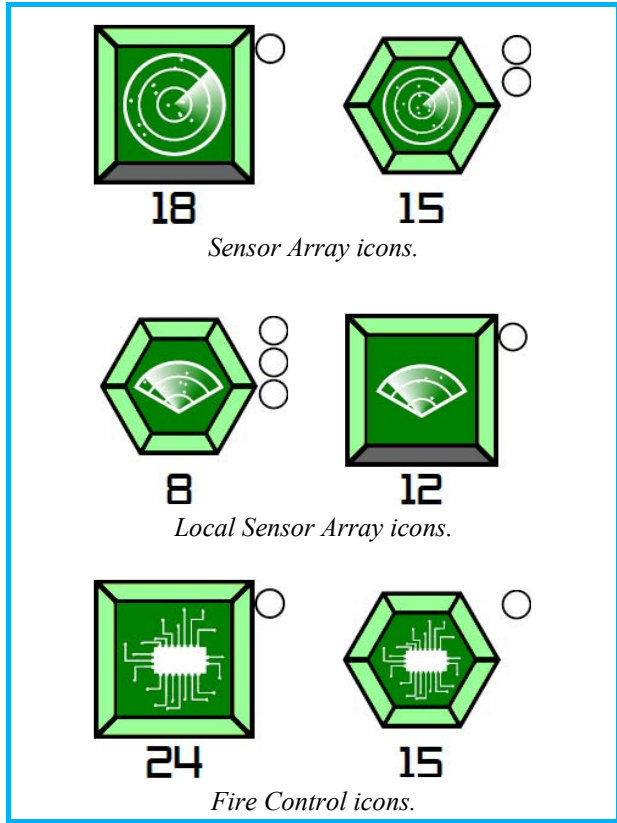 18 15
Sensor Array icons.
8 12
Local Sensor Array icons.
24 15
Fire Control icons.